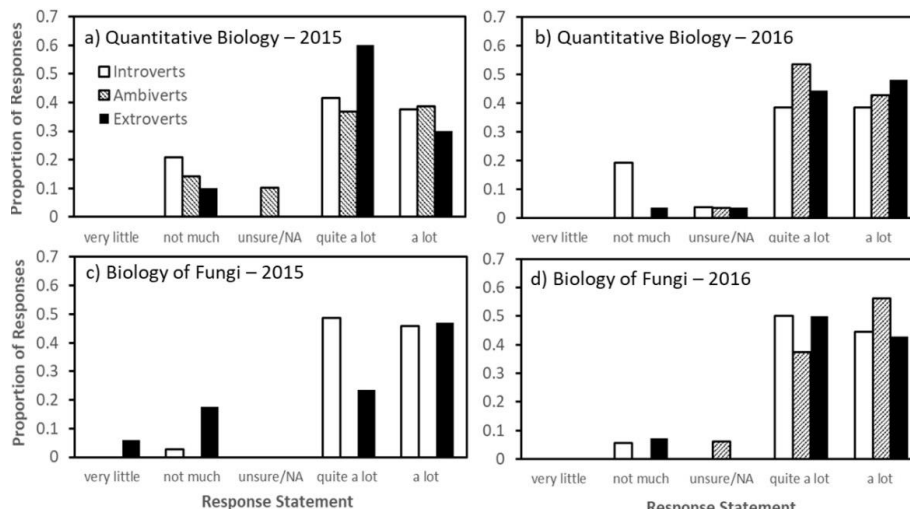 a) Quantitative Biology – 2015
Introverts
Ambiverts
Extroverts
Proportion of Responses
0.7
0.6
0.5
0.4
0.3
0.2
0.1
0
very little not much unsure/NA quite a lot a lot
b) Quantitative Biology – 2016
0.7
0.6
0.5
0.4
0.3
0.2
0.1
0
very little not much unsure/NA quite a lot a lot
c) Biology of Fungi – 2015
Proportion of Responses
0.7
0.6
0.5
0.4
0.3
0.2
0.1
0
very little not much unsure/NA quite a lot a lot
Response Statement
d) Biology of Fungi – 2016
0.7
0.6
0.5
0.4
0.3
0.2
0.1
0
very little not much unsure/NA quite a lot a lot
Response Statement